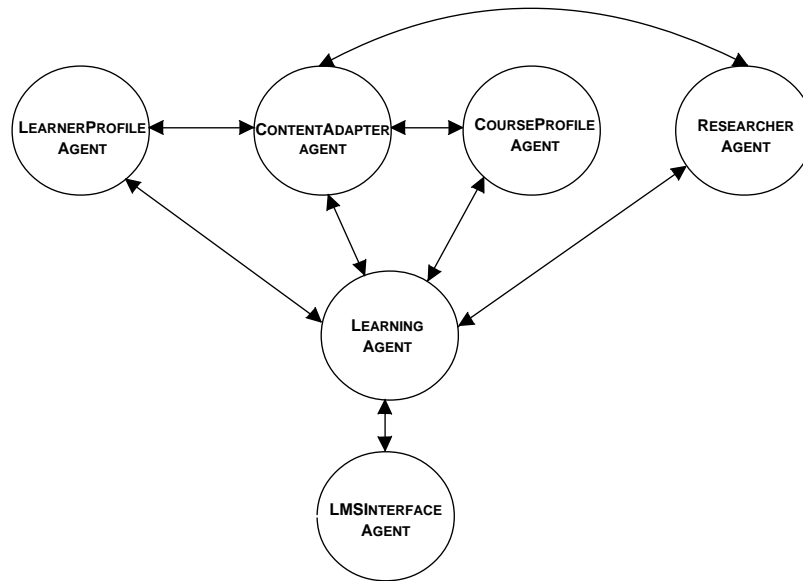 LEARNERPROFILE
AGENT
CONTENTADAPTER
AGENT
COURSEPROFILE
AGENT
RESEARCHER
AGENT
LEARNING
AGENT
LMSINTERFACE
AGENT